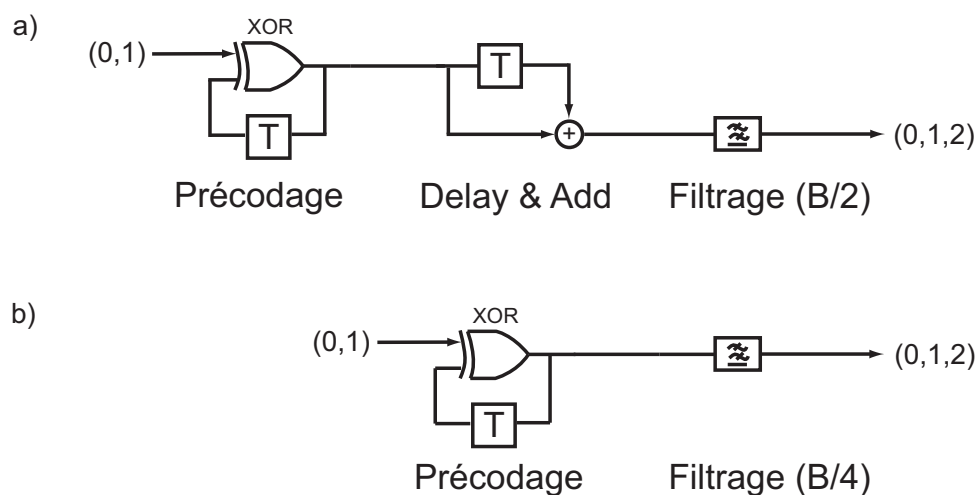 a)
XOR
(0,1)
T
T
+
(0,1,2)
Précodage
Delay & Add
Filtrage (B/2)
b)
XOR
(0,1)
T
(0,1,2)
Précodage
Filtrage (B/4)